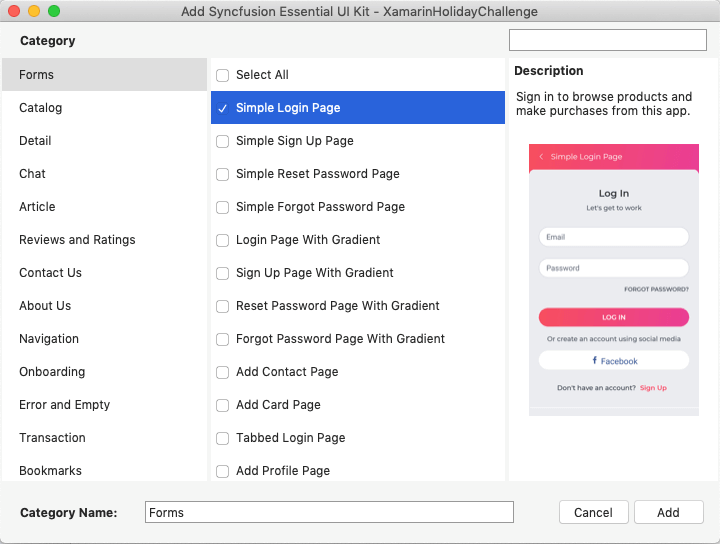 Add Syncfusion Essential UI Kit - XamarinHolidayChallenge
Category
Forms
Catalog
Detail
Chat
Article
Reviews and Ratings
Contact Us
About Us
Navigation
Onboarding
Error and Empty
Transaction
Bookmarks
Select All
Simple Login Page
Simple Sign Up Page
Simple Reset Password Page
Simple Forgot Password Page
Login Page With Gradient
Sign Up Page With Gradient
Reset Password Page With Gradient
Forgot Password Page With Gradient
Add Contact Page
Add Card Page
Tabbed Login Page
Add Profile Page
Description
Sign in to browse products and
make purchases from this app.
Simple Login Page
Log In
Let's get to work
Email
Password
FORGOT PASSWORD?
LOG IN
Or create an account using social media
f Facebook
Don't have an account? Sign Up
Category Name: Forms
Cancel Add